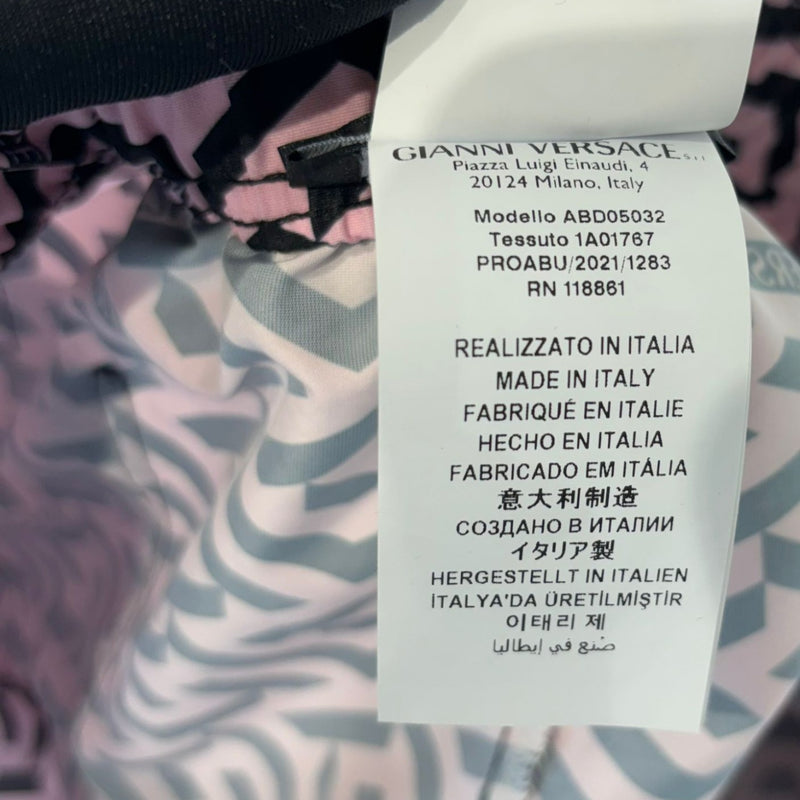 GIANNI VERSACE S.r.l.
Piazza Luigi Einaudi, 4
20124 Milano, Italy
Modello ABD05032
Tessuto 1A01767
PROABU/2021/1283
RN 118861
REALIZZATO IN ITALIA
MADE IN ITALY
FABRIQUÉ EN ITALIE
HECHO EN ITALIA
FABRICADO EM ITÁLIA
意大利制造
СОЗДАНО В ИТАЛИИ
イタリア製
HERGESTELLT IN ITALIEN
İTALYA'DA ÜRETİLMİŞTİR
이태리 제
صنع في إيطاليا